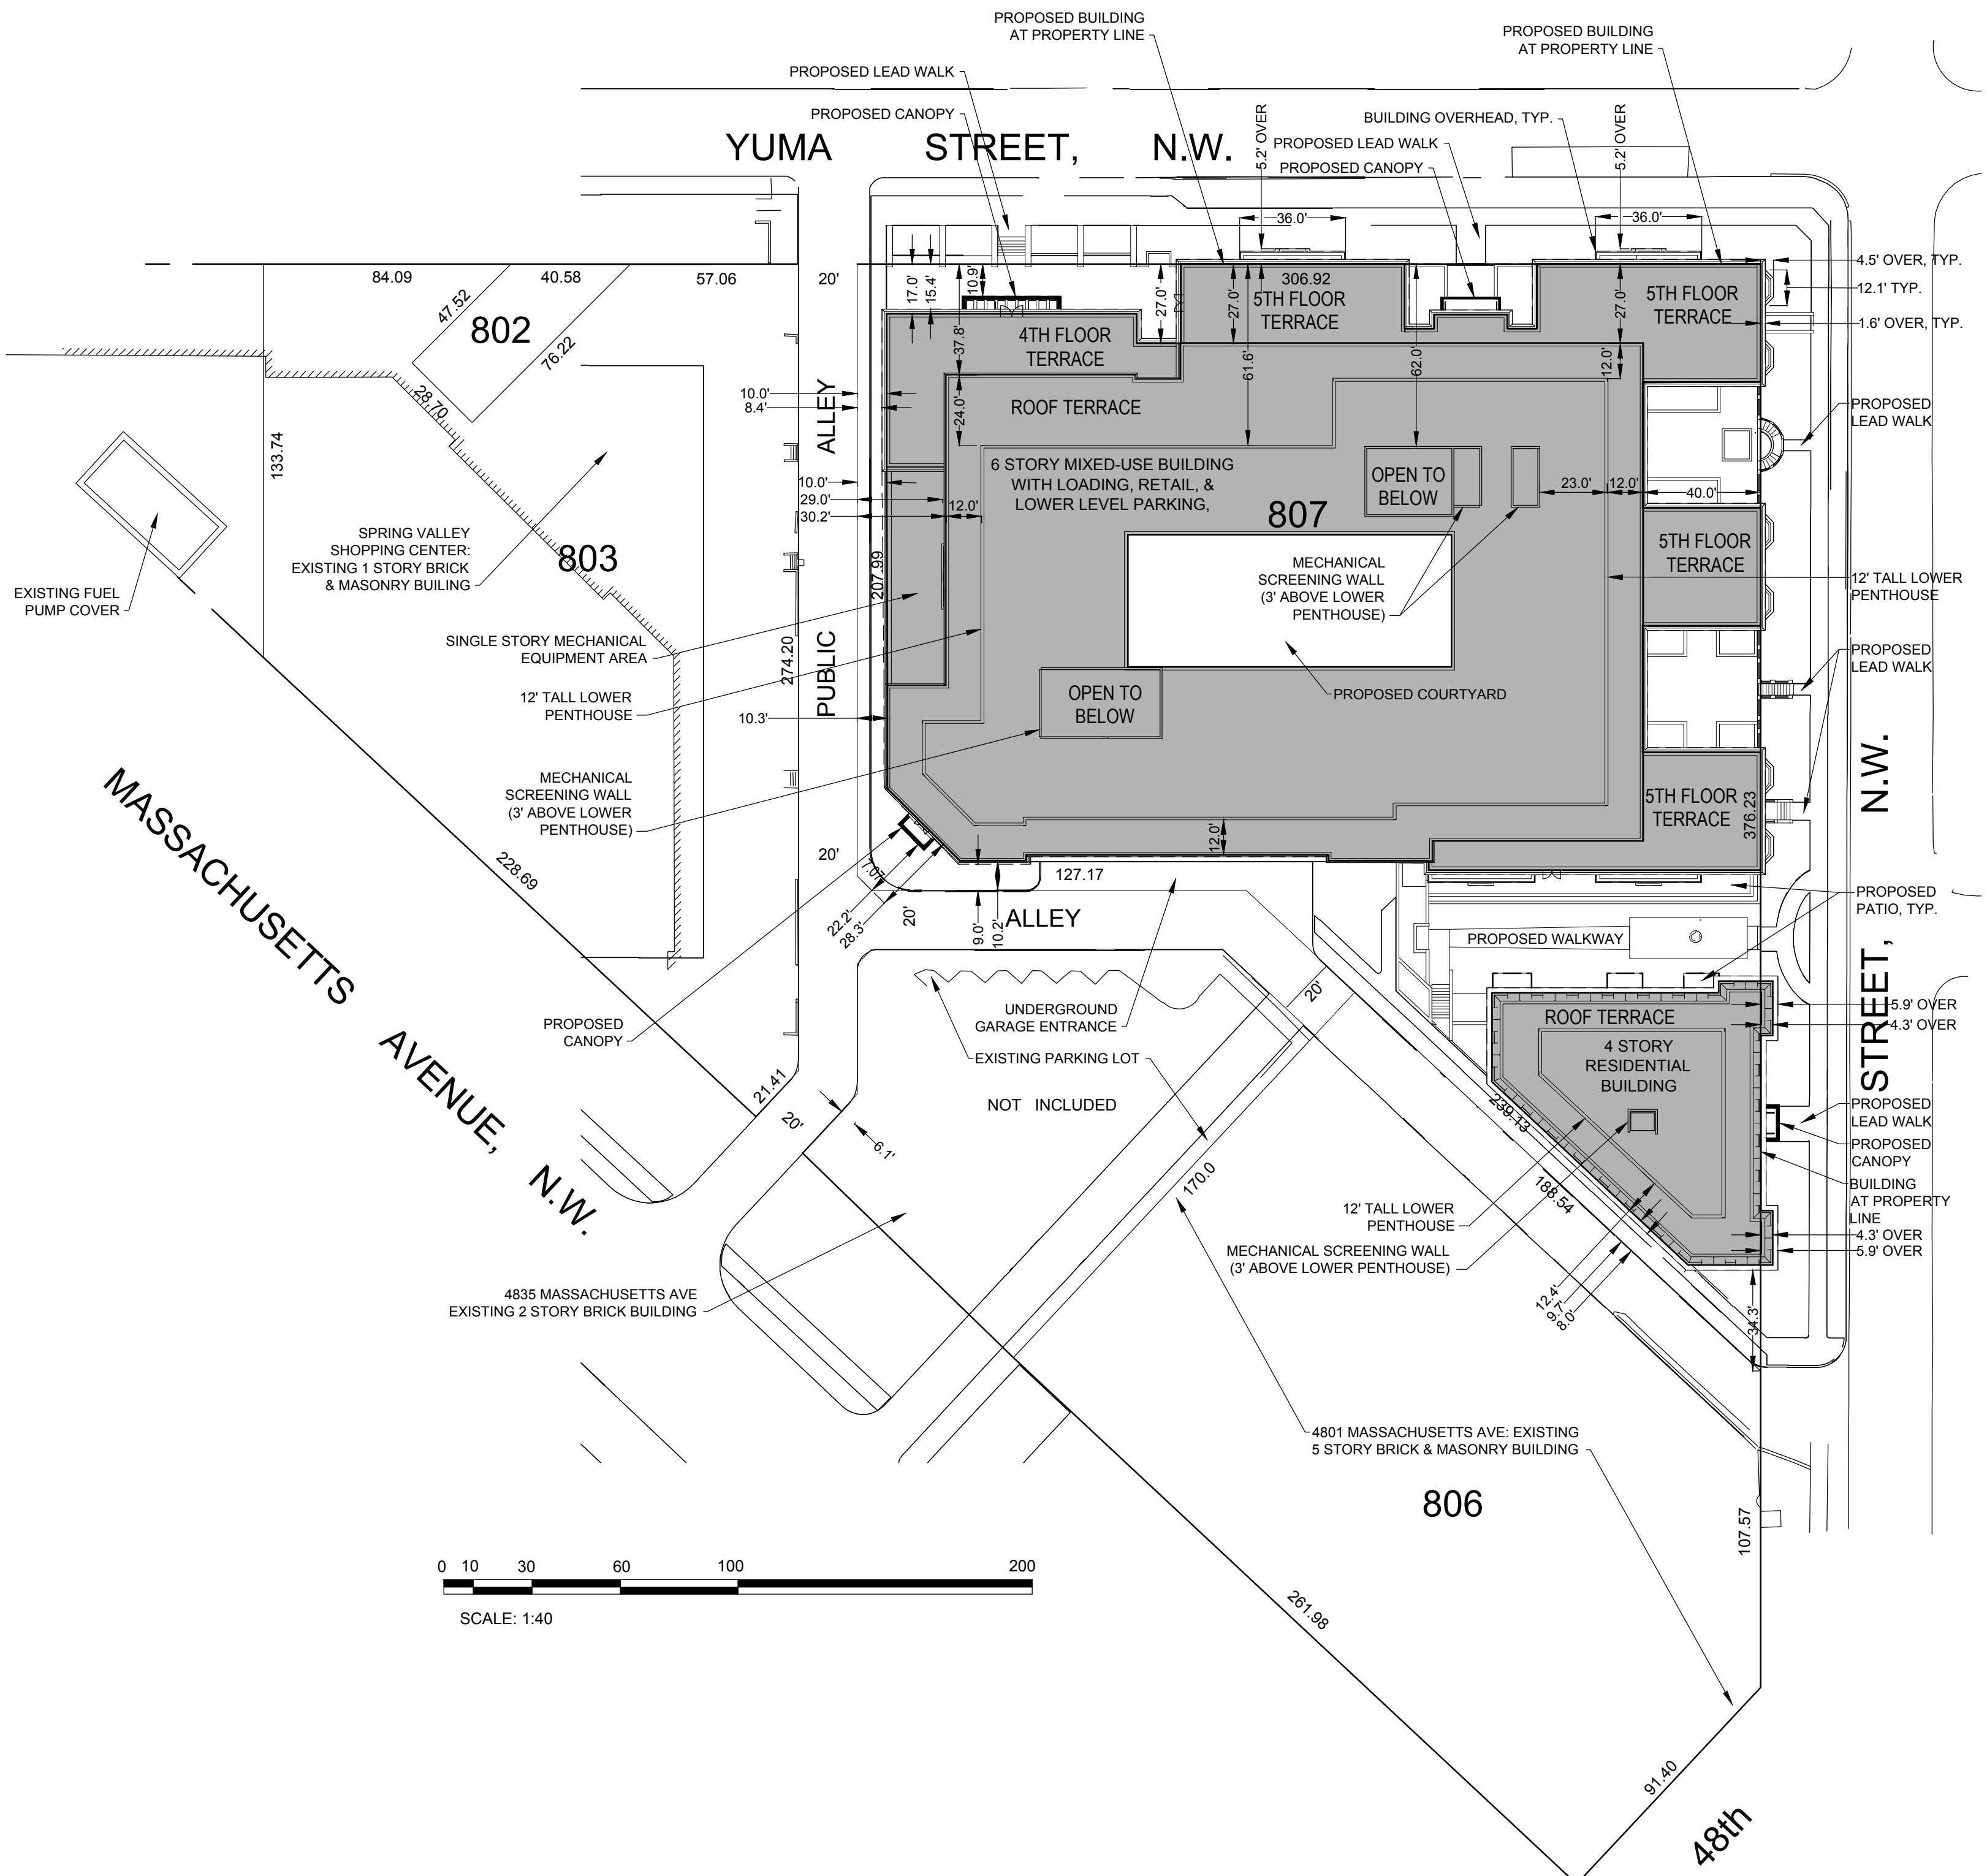 PROPOSED BUILDING
AT PROPERTY LINE
PROPOSED BUILDING
AT PROPERTY LINE
PROPOSED LEAD WALK
PROPOSED CANOPY
BUILDING OVERHEAD, TYP.
PROPOSED LEAD WALK
PROPOSED CANOPY
YUMA STREET, N.W.
5.2' OVER
5.2' OVER
36.0'
36.0'
84.09
40.58
57.06
20'
17.0'
15.4'
10.9'
27.0'
27.0'
306.92
27.0'
4.5' OVER, TYP.
12.1' TYP.
1.6' OVER, TYP.
47.52
802
76.22
28.70
133.74
5TH FLOOR
TERRACE
5TH FLOOR
TERRACE
4TH FLOOR
TERRACE
37.8'
61.6'
62.0'
12.0'
10.0'
8.4'
ALLEY
24.0'
ROOF TERRACE
PROPOSED
LEAD WALK
6 STORY MIXED-USE BUILDING
WITH LOADING, RETAIL, &
LOWER LEVEL PARKING,
OPEN TO
BELOW
807
10.0'
29.0'
30.2'
12.0'
23.0'
12.0'
40.0'
SPRING VALLEY
SHOPPING CENTER:
EXISTING 1 STORY BRICK
& MASONRY BUILING
803
EXISTING FUEL
PUMP COVER
207.99
MECHANICAL
SCREENING WALL
(3' ABOVE LOWER
PENTHOUSE)
5TH FLOOR
TERRACE
12' TALL LOWER
PENTHOUSE
SINGLE STORY MECHANICAL
EQUIPMENT AREA
274.20
PUBLIC
12' TALL LOWER
PENTHOUSE
10.3'
OPEN TO
BELOW
PROPOSED COURTYARD
PROPOSED
LEAD WALK
MECHANICAL
SCREENING WALL
(3' ABOVE LOWER
PENTHOUSE)
5TH FLOOR
TERRACE
376.23
N.W.
MASSACHUSETTS AVENUE, N.W.
228.69
20'
7.07
12.0'
127.17
22.2'
28.3'
20'
9.0'
10.2'
ALLEY
PROPOSED
PATIO, TYP.
PROPOSED WALKWAY
STREET,
PROPOSED
CANOPY
UNDERGROUND
GARAGE ENTRANCE
20'
EXISTING PARKING LOT
NOT INCLUDED
ROOF TERRACE
4 STORY
RESIDENTIAL
BUILDING
5.9' OVER
4.3' OVER
21.41
20'
6.1'
170.0
239.13
188.54
PROPOSED
LEAD WALK
PROPOSED
CANOPY
BUILDING
AT PROPERTY
LINE
4.3' OVER
5.9' OVER
12' TALL LOWER
PENTHOUSE
MECHANICAL SCREENING WALL
(3' ABOVE LOWER PENTHOUSE)
12.4'
9.7'
8.0'
34.3'
4835 MASSACHUSETTS AVE
EXISTING 2 STORY BRICK BUILDING
4801 MASSACHUSETTS AVE: EXISTING
5 STORY BRICK & MASONRY BUILDING
806
107.57
0 10 30 60 100 200
SCALE: 1:40
261.98
91.40
48th